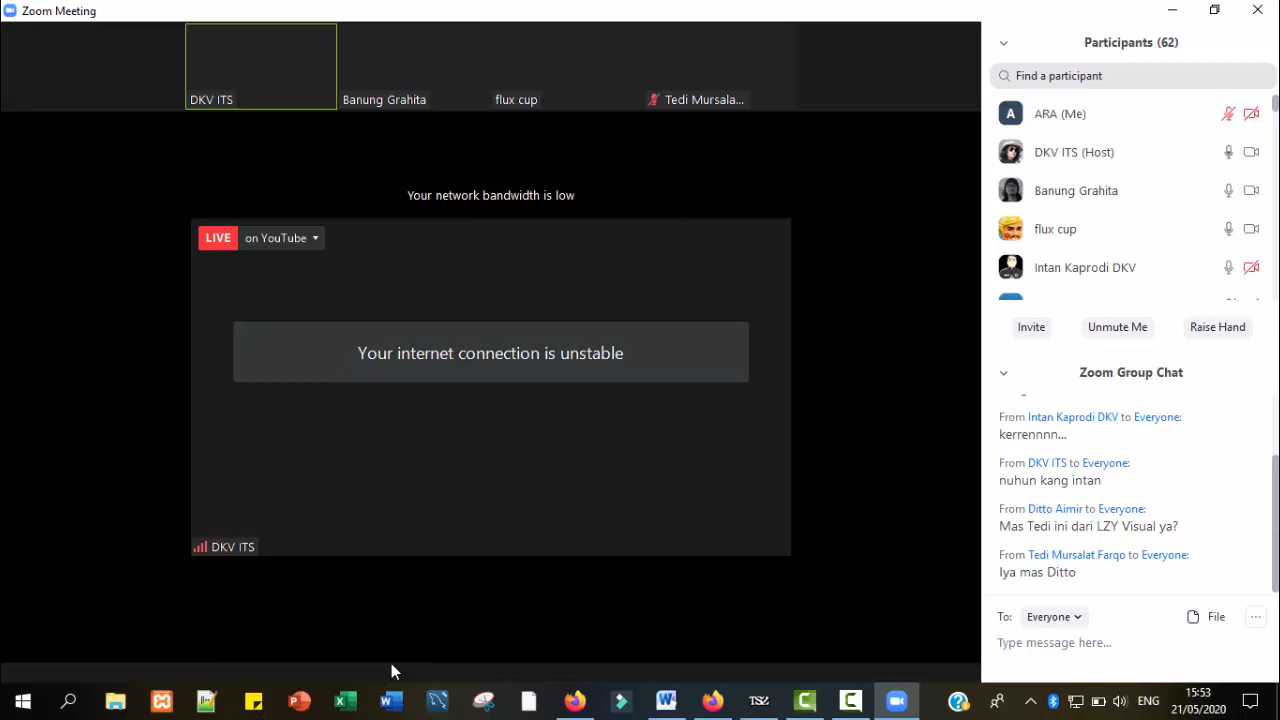 Zoom Meeting
DKV ITS
Banung Grahita
flux cup
Tedi Mursala...
Your network bandwidth is low
LIVE on YouTube
Your internet connection is unstable
DKV ITS
Participants (62)
Find a participant
A ARA (Me)
DKV ITS (Host)
Banung Grahita
flux cup
Intan Kaprodi DKV
Invite Unmute Me Raise Hand
Zoom Group Chat
From Intan Kaprodi DKV to Everyone:
kerrennnn...
From DKV ITS to Everyone:
nuhun kang intan
From Ditto Aimir to Everyone:
Mas Tedi ini dari LZY Visual ya?
From Tedi Mursalat Farqo to Everyone:
Iya mas Ditto
To: Everyone File ...
Type message here...
TSZ
ENG
15:53
21/05/2020